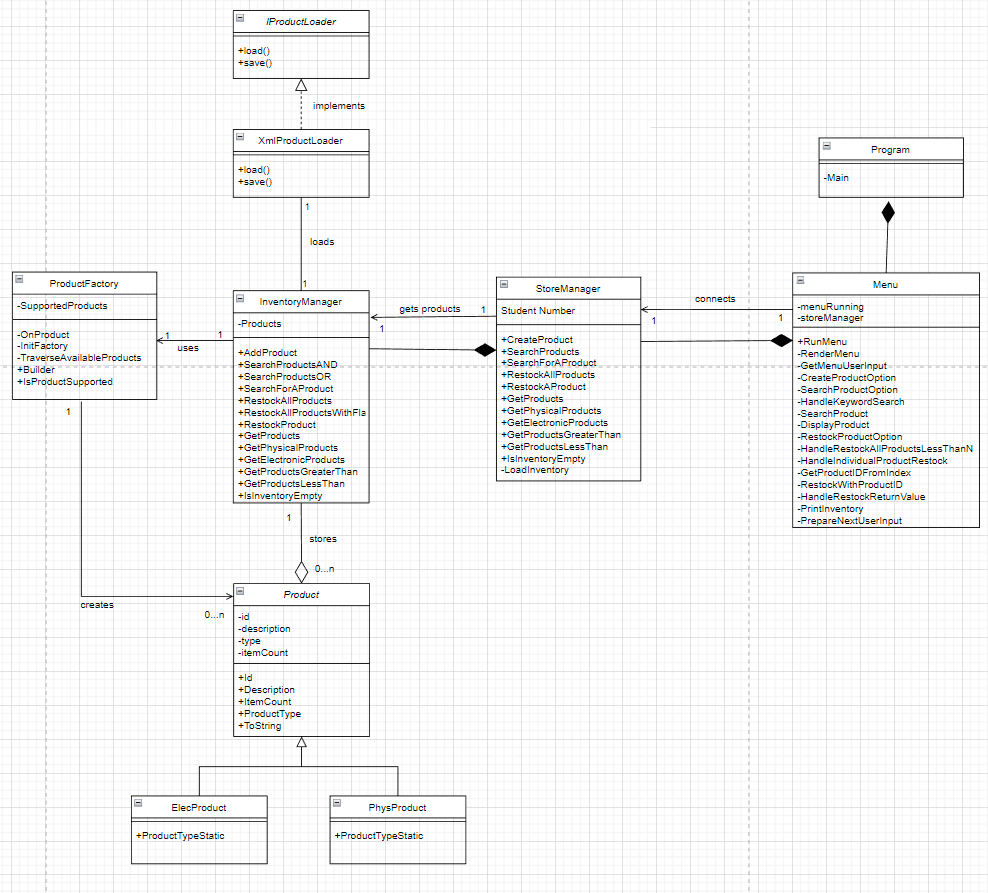 IProductLoader
+load()
+save()
implements
XmlProductLoader
+load()
+save()
1
loads
1
Program
-Main
ProductFactory
-SupportedProducts
-OnProduct
-InitFactory
-TraverseAvailableProducts
+Builder
+IsProductSupported
1
1
1
uses
InventoryManager
-Products
+AddProduct
+SearchProductsAND
+SearchProductsOR
+SearchForAProduct
+RestockAllProducts
+RestockAllProductsWithFla
+RestockProduct
+GetProducts
+GetPhysicalProducts
+GetElectronicProducts
+GetProductsGreaterThan
+GetProductsLessThan
+IsInventoryEmpty
gets products
1
1
StoreManager
Student Number
+CreateProduct
+SearchProducts
+SearchForAProduct
+RestockAllProducts
+RestockAProduct
+GetProducts
+GetPhysicalProducts
+GetElectronicProducts
+GetProductsGreaterThan
+GetProductsLessThan
+IsInventoryEmpty
-LoadInventory
connects
1
1
Menu
-menuRunning
-storeManager
+RunMenu
-RenderMenu
-GetMenuUserInput
-CreateProductOption
-SearchProductOption
-HandleKeywordSearch
-SearchProduct
-DisplayProduct
-RestockProductOption
-HandleRestockAllProductsLessThanN
-HandleIndividualProductRestock
-GetProductIDFromIndex
-RestockWithProductID
-HandleRestockReturnValue
-PrintInventory
-PrepareNextUserInput
1
stores
0...n
creates
0...n
Product
-id
-description
-type
-itemCount
+Id
+Description
+ItemCount
+ProductType
+ToString
ElecProduct
+ProductTypeStatic
PhysProduct
+ProductTypeStatic